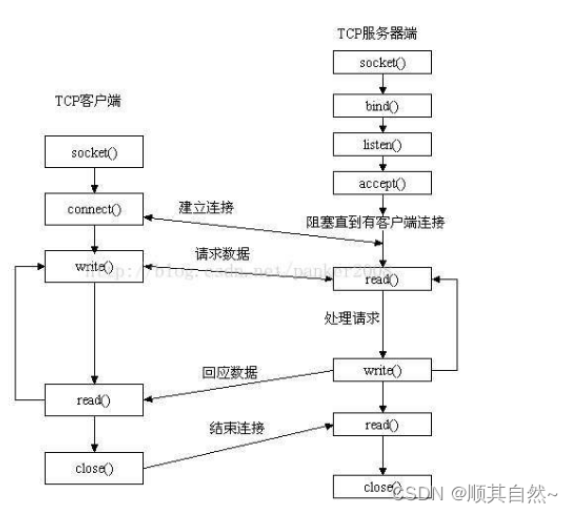 TCP服务器端
socket()
bind()
TCP客户端
listen()
socket()
accept()
connect()
建立连接
阻塞直到有客户端连接
请求数据
write()
http://blog.csdn.net/panker2008
read()
处理请求
回应数据
write()
read()
结束连接
read()
close()
close()
CSDN @顺其自然~